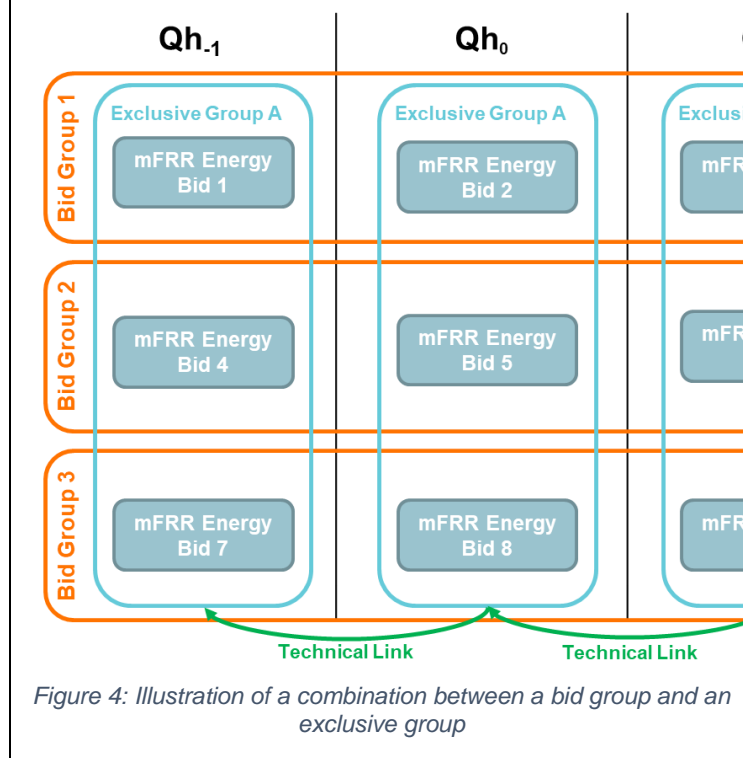 Qh-1
Qh0
Bid Group 1
Exclusive Group A
Exclusive Group A
mFRR Energy
Bid 1
mFRR Energy
Bid 2
Bid Group 2
mFRR Energy
Bid 4
mFRR Energy
Bid 5
Bid Group 3
mFRR Energy
Bid 7
mFRR Energy
Bid 8
Technical Link
Technical Link
Figure 4: Illustration of a combination between a bid group and an
exclusive group